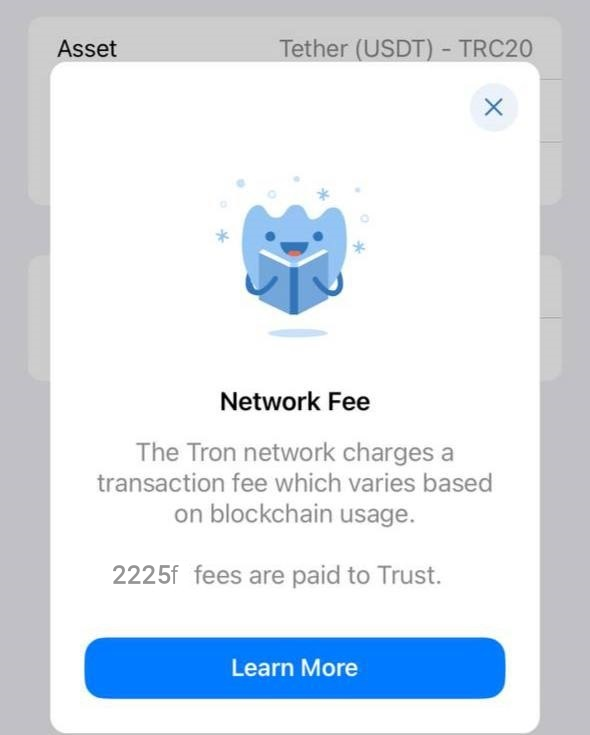 Asset Tether (USDT) - TRC20
Network Fee
The Tron network charges a
transaction fee which varies based
on blockchain usage.
2225f fees are paid to Trust.
Learn More